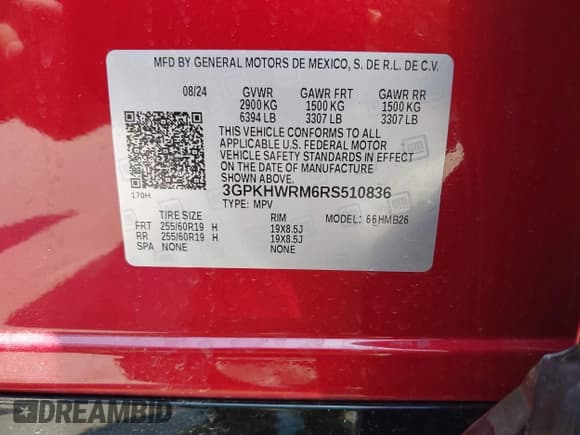 MFD BY GENERAL MOTORS DE MEXICO, S. DE R.L. DE C.V.
08/24 GVWR GAWR FRT GAWR RR
2900 KG 1500 KG 1500 KG
6394 LB 3307 LB 3307 LB
THIS VEHICLE CONFORMS TO ALL
APPLICABLE U.S. FEDERAL MOTOR
VEHICLE SAFETY STANDARDS IN EFFECT
ON THE DATE OF MANUFACTURE
SHOWN ABOVE.
170H 3GPKHWRM6RS510836
TYPE: MPV MODEL: 66HMB26
TIRE SIZE RIM
FRT 255/60R19 H 19X8.5J
RR 255/60R19 H 19X8.5J
SPA NONE NONE
DREAMBID